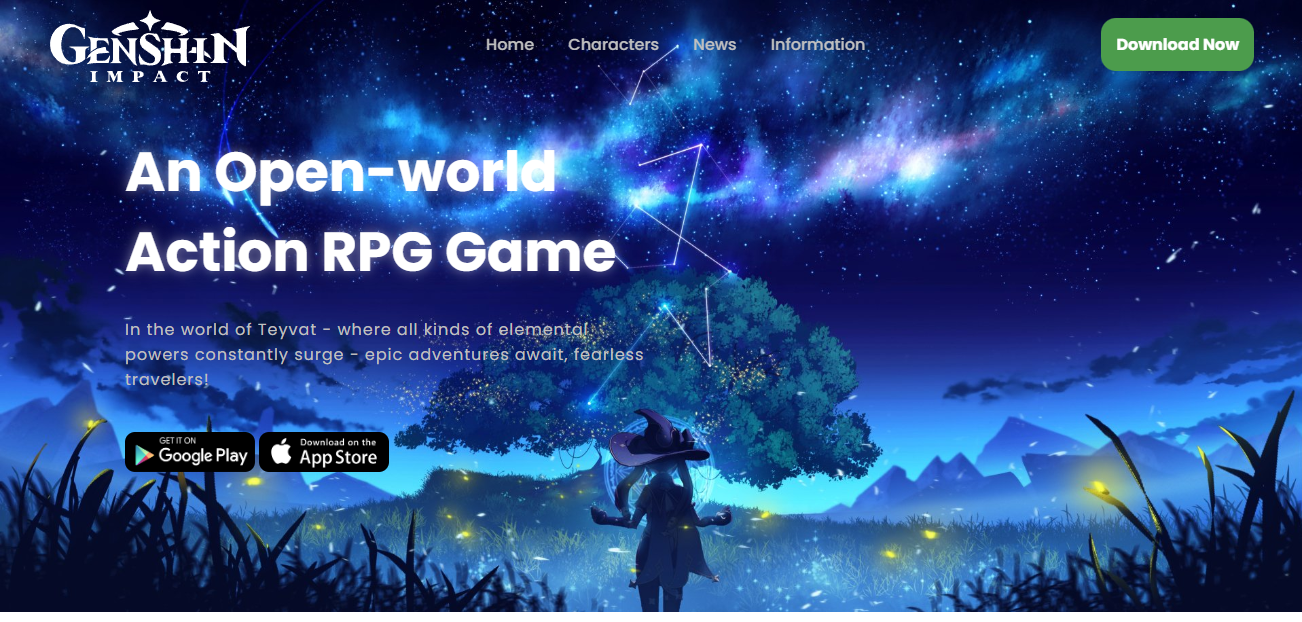 GENSHIN
IMPACT
Home Characters News Information
Download Now
An Open-world
Action RPG Game
In the world of Teyvat - where all kinds of elemental
powers constantly surge - epic adventures await, fearless
travelers!
GET IT ON
Google Play
Download on the
App Store